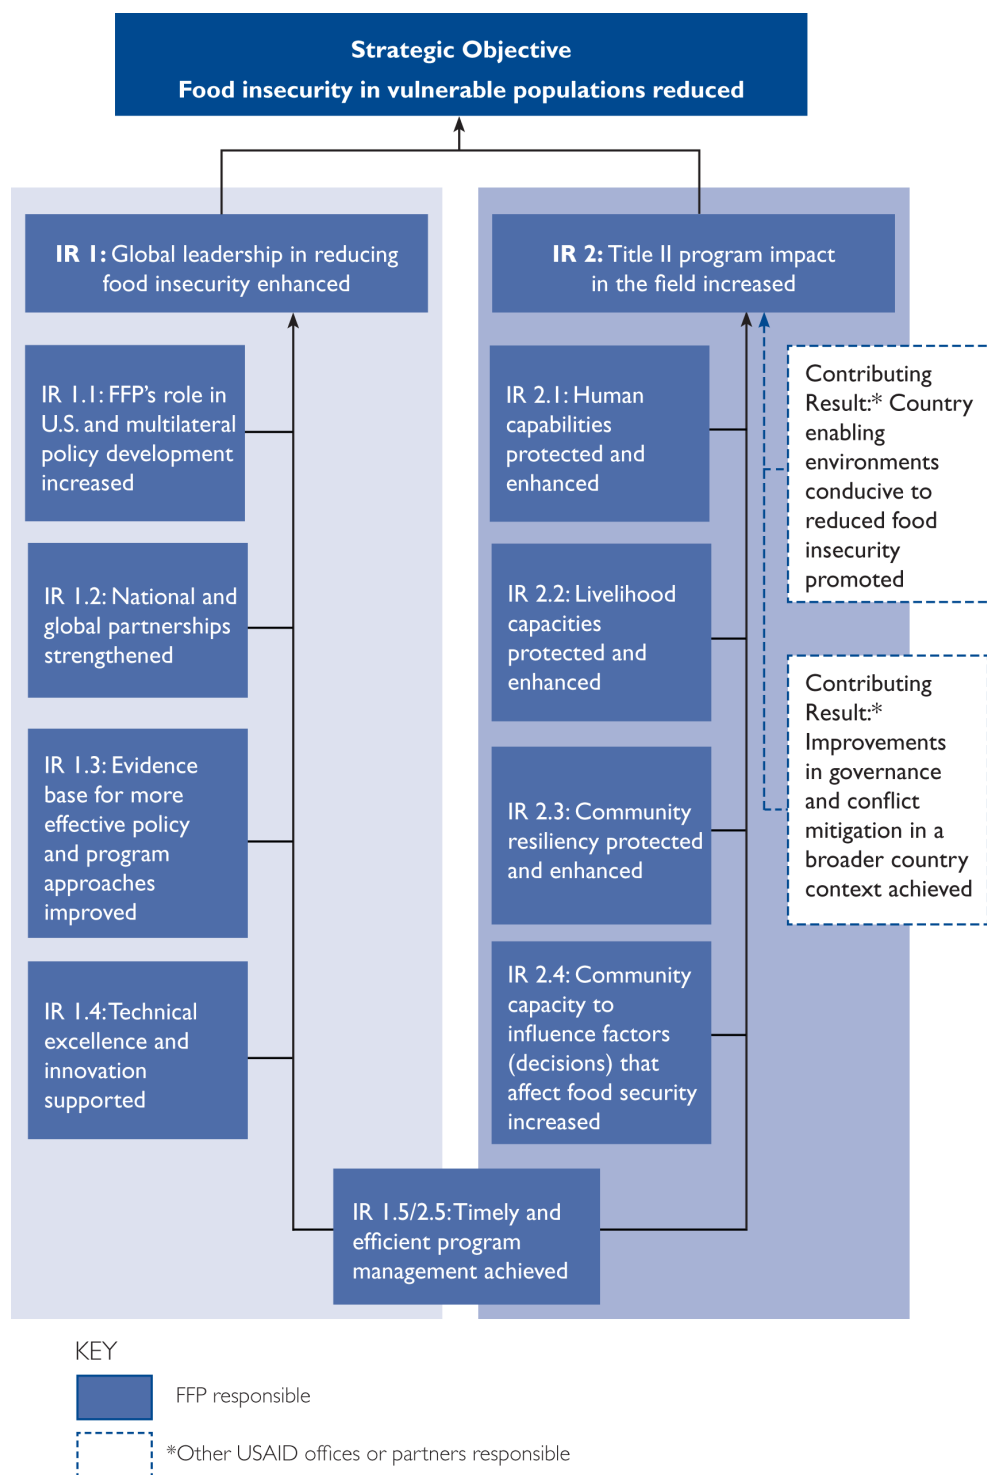 Strategic Objective
Food insecurity in vulnerable populations reduced
IR 1: Global leadership in reducing
food insecurity enhanced
IR 1.1: FFP's role in
U.S. and multilateral
policy development
increased
IR 1.2: National and
global partnerships
strengthened
IR 1.3: Evidence
base for more
effective policy
and program
approaches
improved
IR 1.4: Technical
excellence and
innovation
supported
IR 2: Title II program impact
in the field increased
IR 2.1: Human
capabilities
protected and
enhanced
IR 2.2: Livelihood
capacities
protected and
enhanced
IR 2.3: Community
resiliency protected
and enhanced
IR 2.4: Community
capacity to
influence factors
(decisions) that
affect food security
increased
Contributing
Result:* Country
enabling
environments
conducive to
reduced food
insecurity
promoted
Contributing
Result:*
Improvements
in governance
and conflict
mitigation in a
broader country
context achieved
IR 1.5/2.5: Timely and
efficient program
management achieved
KEY
FFP responsible
*Other USAID offices or partners responsible